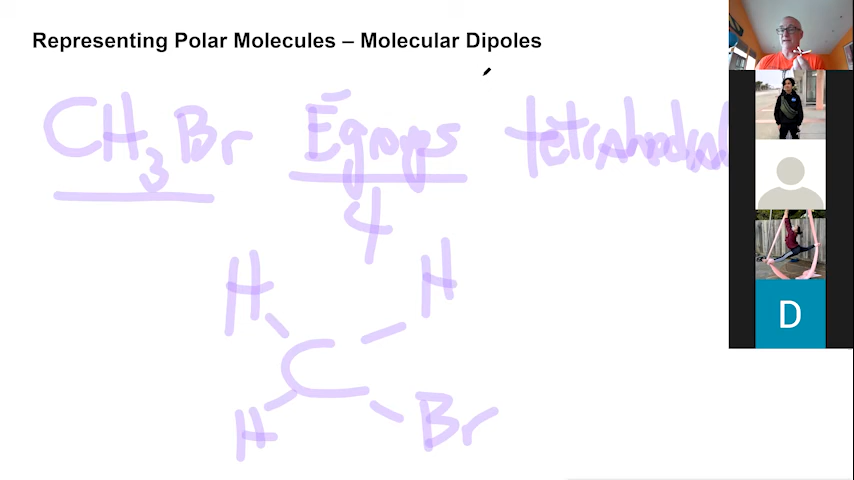 Representing Polar Molecules – Molecular Dipoles
CH3Br Egroups tetrahedral
4
H H
C
H Br
D